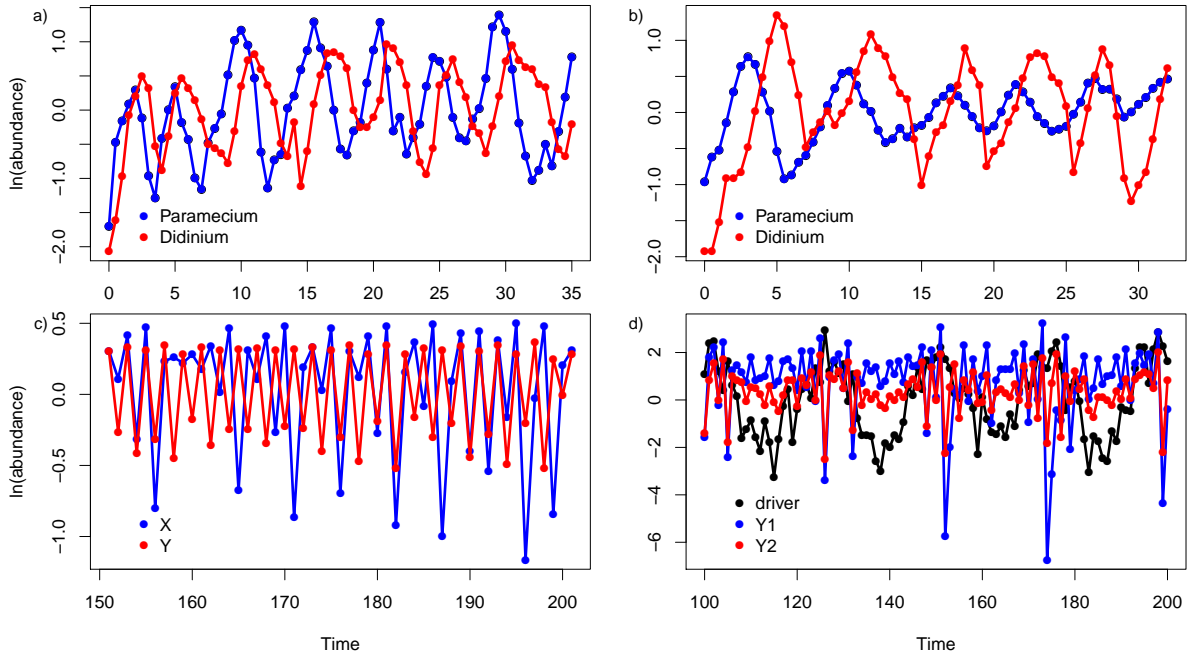 a)
ln(abundance)
1.0
0.0
−1.0
−2.0
Paramecium
Didinium
0 5 10 15 20 25 30 35
b)
1.0
0.0
−1.0
−2.0
Paramecium
Didinium
0 5 10 15 20 25 30
c)
ln(abundance)
0.5
0.0
−0.5
−1.0
X
Y
150 160 170 180 190 200
Time
d)
2
0
−2
−4
−6
driver
Y1
Y2
100 120 140 160 180 200
Time